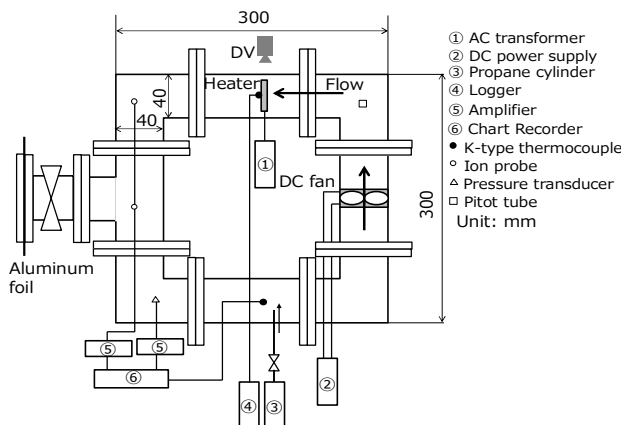 300
DV
Heater
Flow
40
40
①
DC fan
300
Aluminum
foil
⑤
⑤
⑥
④
③
②
① AC transformer
② DC power supply
③ Propane cylinder
④ Logger
⑤ Amplifier
⑥ Chart Recorder
K-type thermocouple
Ion probe
Pressure transducer
Pitot tube
Unit: mm